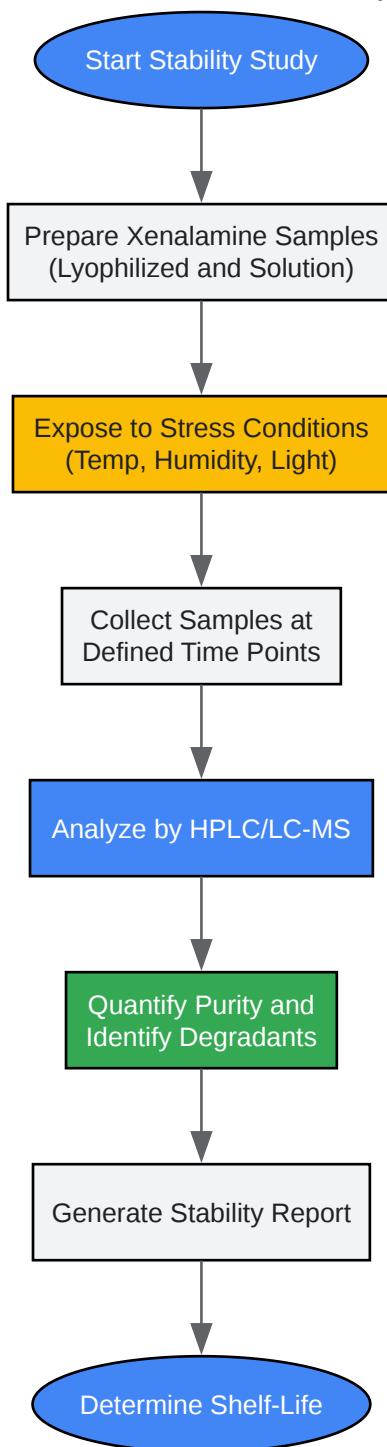 Start Stability Study
Prepare Xenalamine Samples
(Lyophilized and Solution)
Expose to Stress Conditions
(Temp, Humidity, Light)
Collect Samples at
Defined Time Points
Analyze by HPLC/LC-MS
Quantify Purity and
Identify Degradants
Generate Stability Report
Determine Shelf-Life